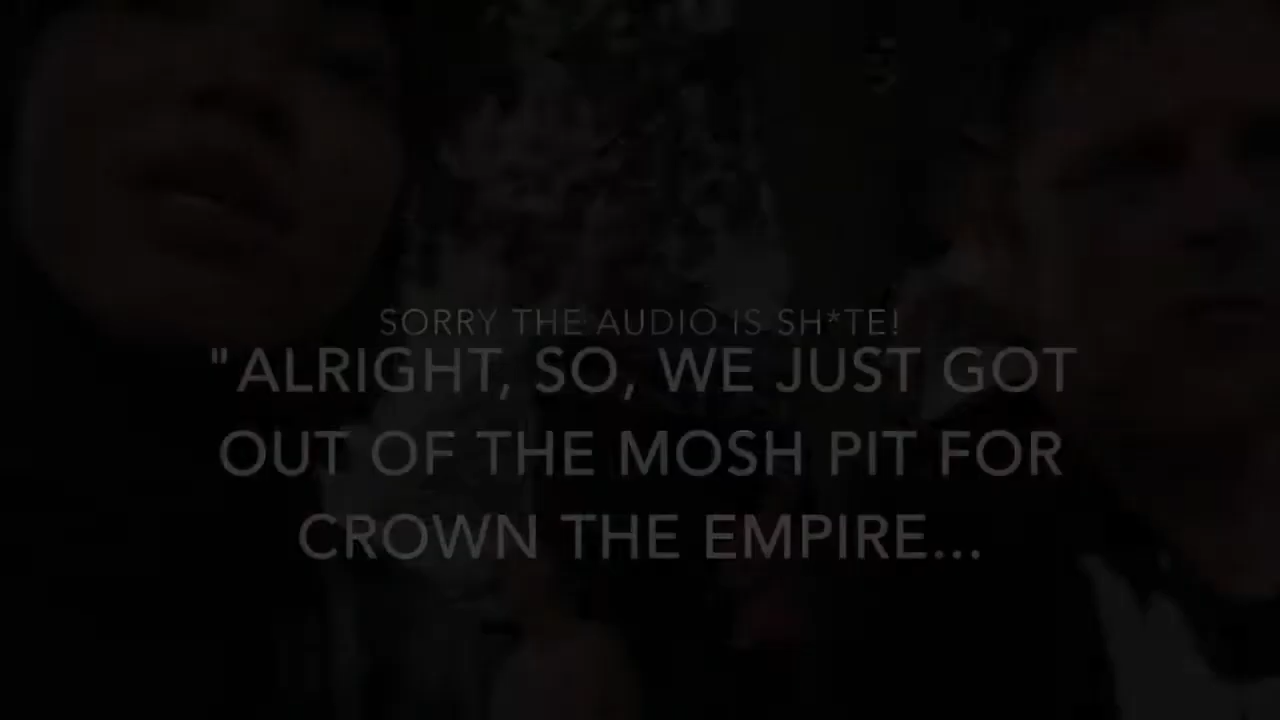 SORRY THE AUDIO IS SH*TE!
"ALRIGHT, SO, WE JUST GOT
OUT OF THE MOSH PIT FOR
CROWN THE EMPIRE...